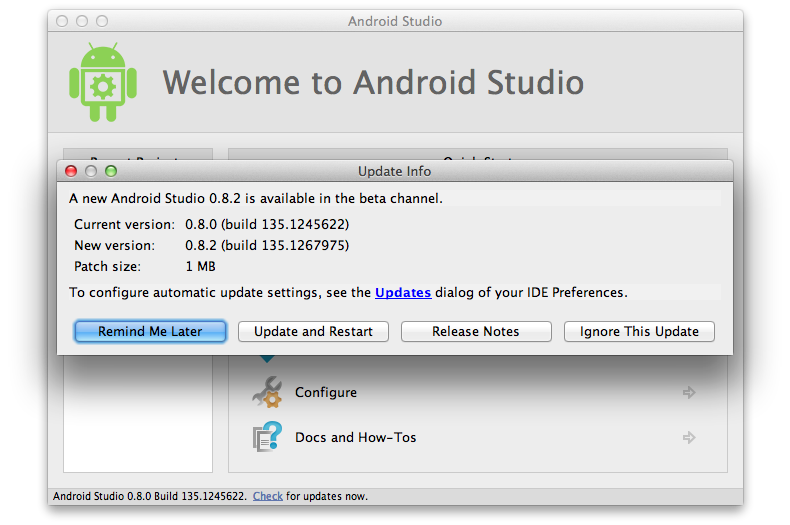 Android Studio
Welcome to Android Studio
Update Info
A new Android Studio 0.8.2 is available in the beta channel.
Current version: 0.8.0 (build 135.1245622)
New version: 0.8.2 (build 135.1267975)
Patch size: 1 MB
To configure automatic update settings, see the Updates dialog of your IDE Preferences.
Remind Me Later Update and Restart Release Notes Ignore This Update
Configure
Docs and How-Tos
Android Studio 0.8.0 Build 135.1245622. Check for updates now.